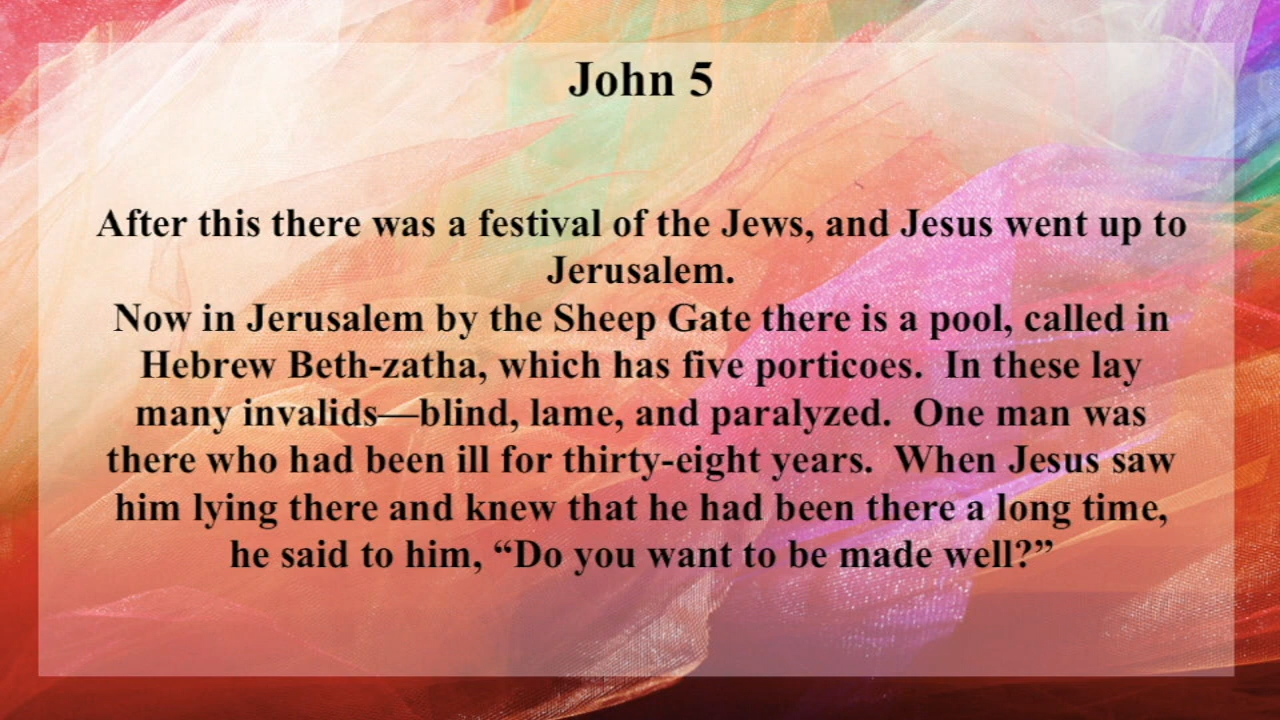 John 5
After this there was a festival of the Jews, and Jesus went up to
Jerusalem.
Now in Jerusalem by the Sheep Gate there is a pool, called in
Hebrew Beth-zatha, which has five porticoes.  In these lay
many invalids—blind, lame, and paralyzed.  One man was
there who had been ill for thirty-eight years.  When Jesus saw
him lying there and knew that he had been there a long time,
he said to him, “Do you want to be made well?”